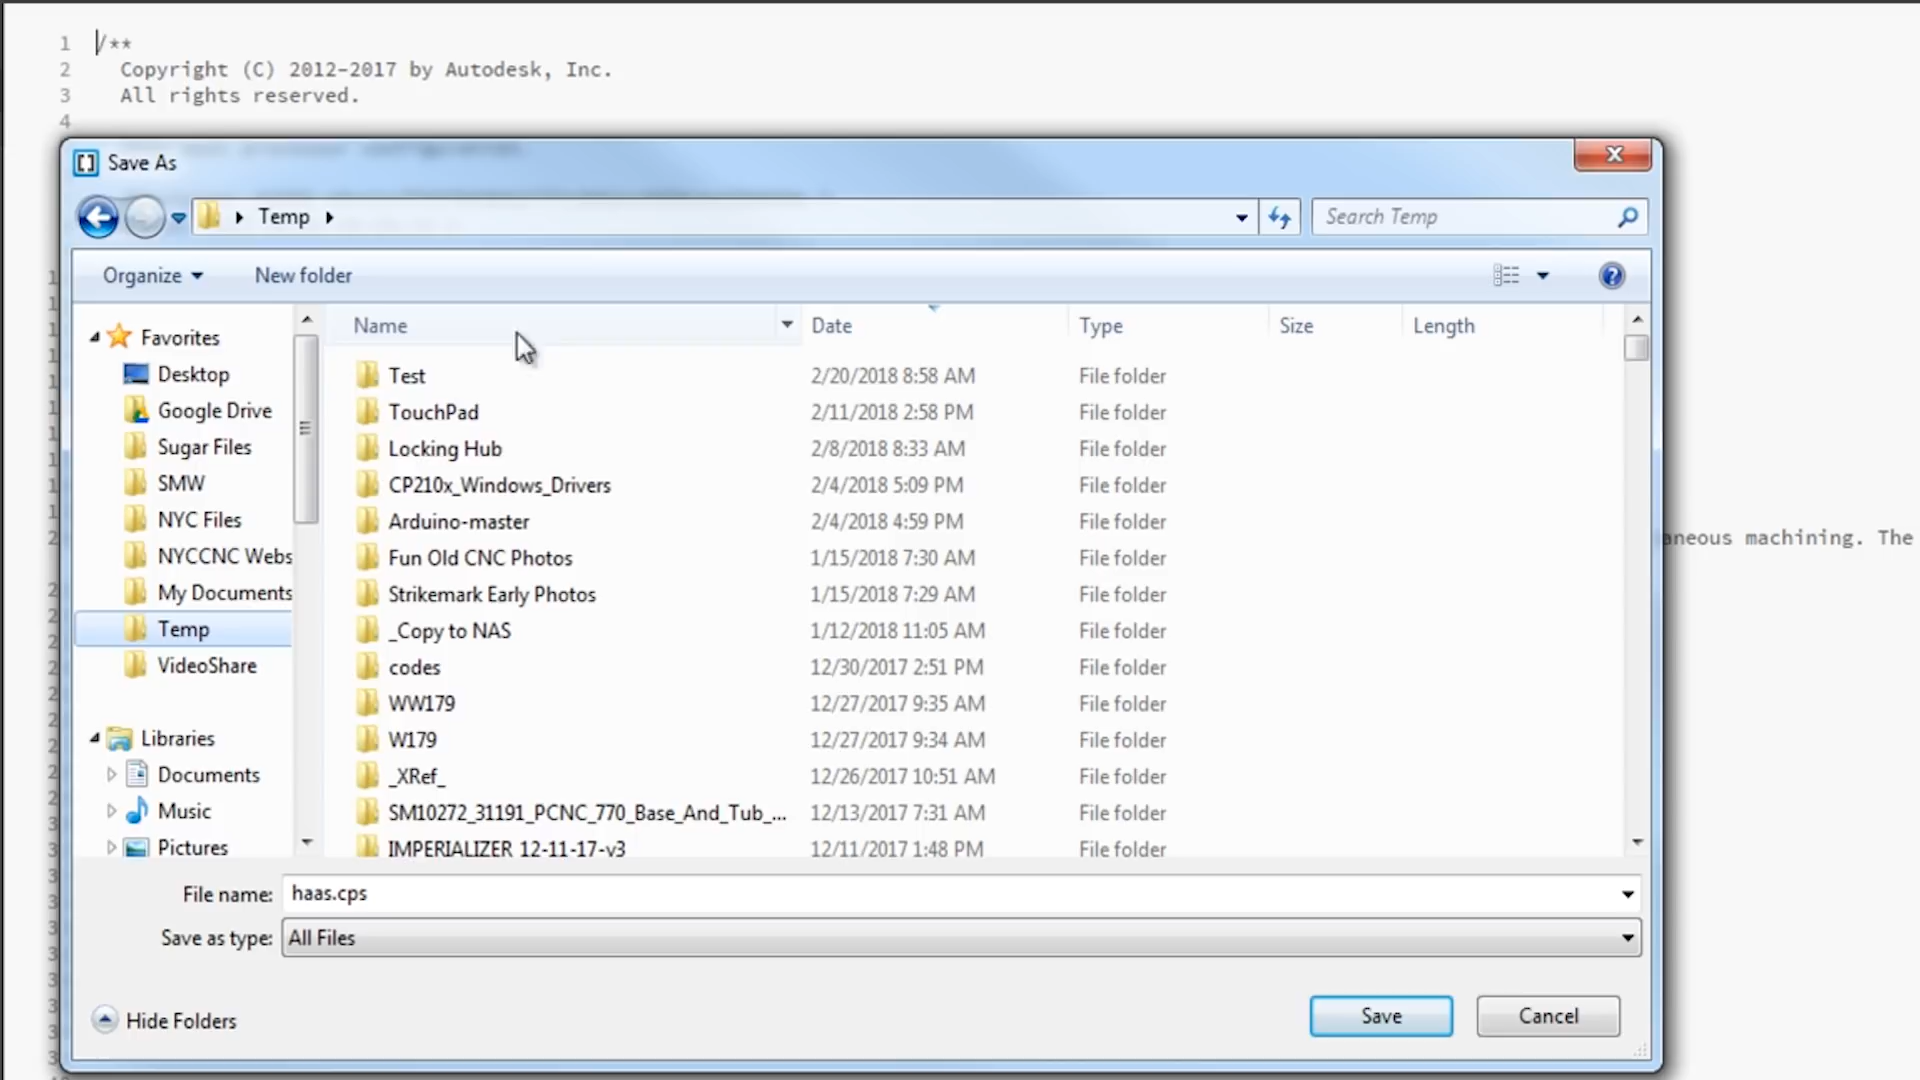 1 /**
2 Copyright (C) 2012-2017 by Autodesk, Inc.
3 All rights reserved.
4
Save As
Temp
Search Temp
Organize New folder
Name Date Type Size Length
Favorites
Desktop
Google Drive
Sugar Files
SMW
NYC Files
NYCCNC Webs
My Documents
Temp
VideoShare
Libraries
Documents
Music
Pictures
Test 2/20/2018 8:58 AM File folder
TouchPad 2/11/2018 2:58 PM File folder
Locking Hub 2/8/2018 8:33 AM File folder
CP210x_Windows_Drivers 2/4/2018 5:09 PM File folder
Arduino-master 2/4/2018 4:59 PM File folder
Fun Old CNC Photos 1/15/2018 7:30 AM File folder
Strikemark Early Photos 1/15/2018 7:29 AM File folder
_Copy to NAS 1/12/2018 11:05 AM File folder
codes 12/30/2017 2:51 PM File folder
WW179 12/27/2017 9:35 AM File folder
W179 12/27/2017 9:34 AM File folder
_XRef_ 12/26/2017 10:51 AM File folder
SM10272_31191_PCNC_770_Base_And_Tub_... 12/13/2017 7:31 AM File folder
IMPERIALIZER 12-11-17-v3 12/11/2017 1:48 PM File folder
aneous machining. The
File name: haas.cps
Save as type: All Files
Hide Folders
Save Cancel